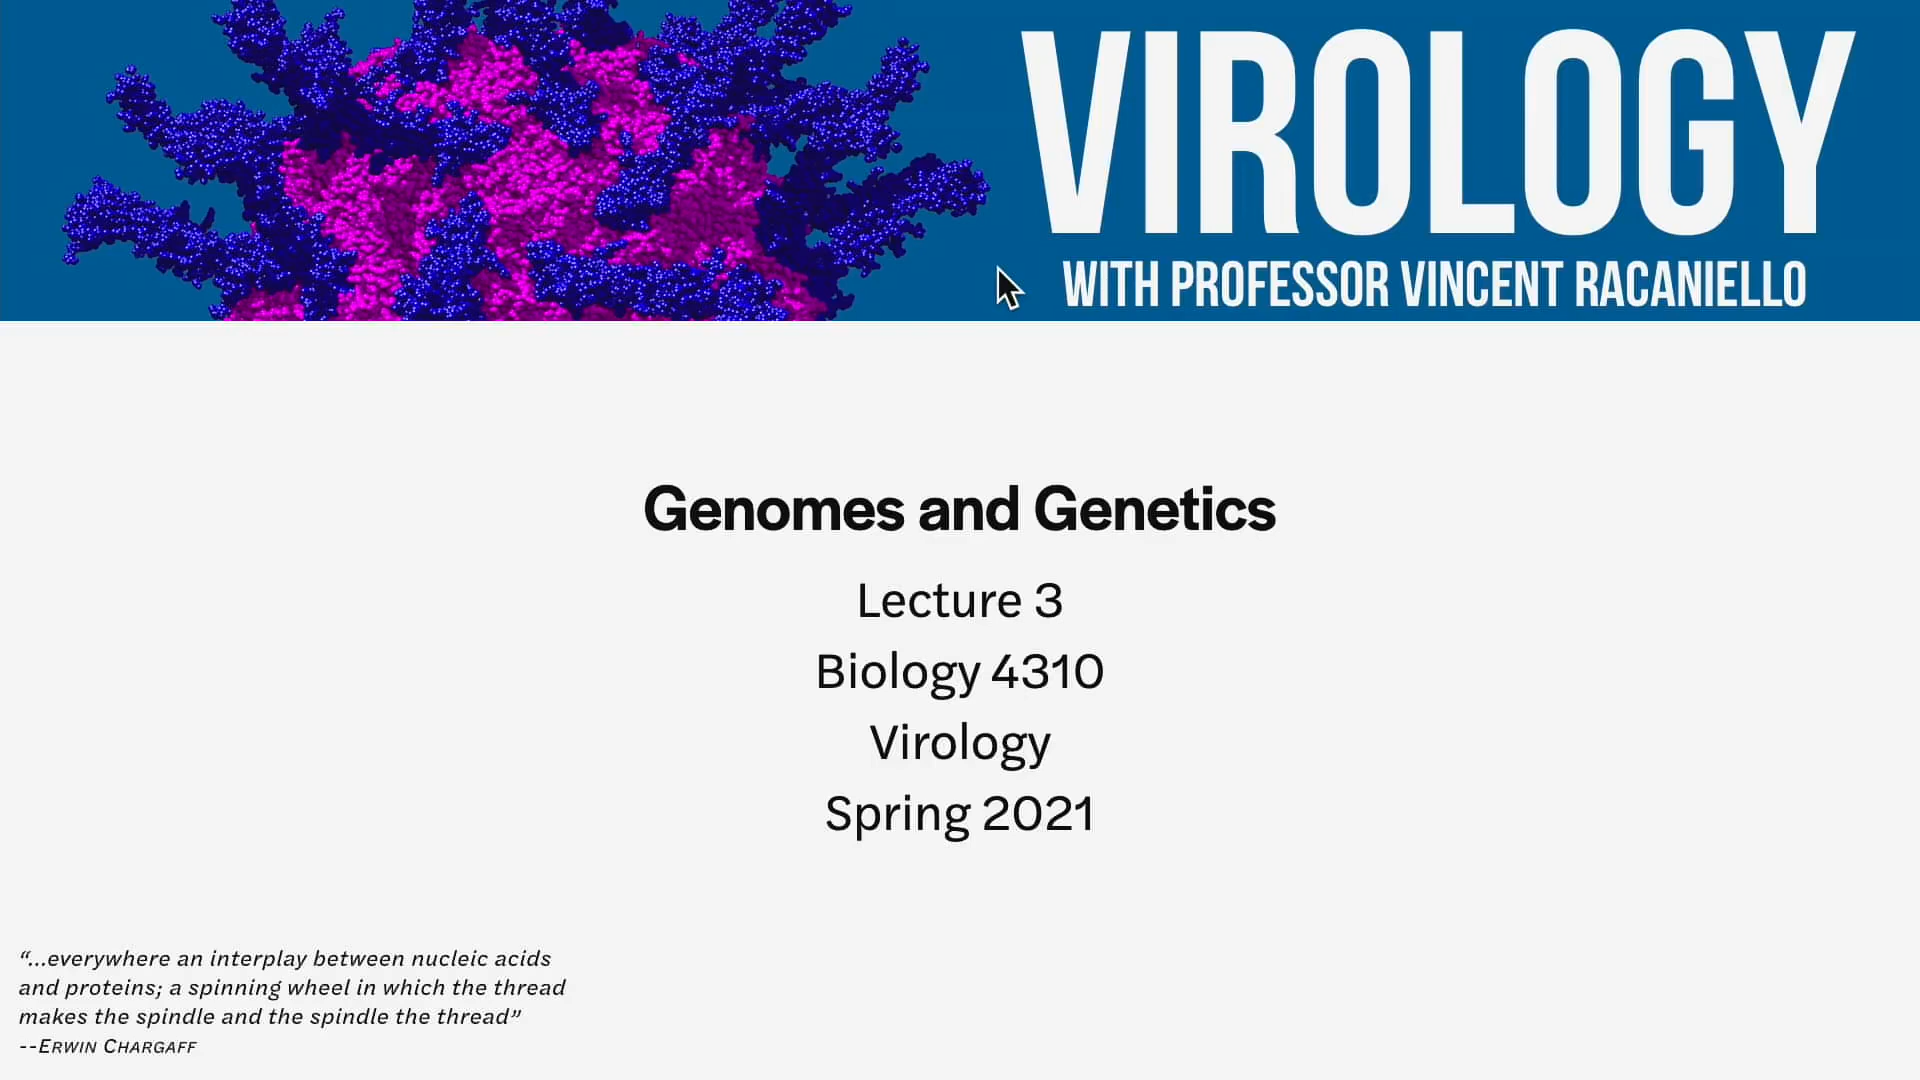 VIROLOGY
WITH PROFESSOR VINCENT RACANIELLO
Genomes and Genetics
Lecture 3
Biology 4310
Virology
Spring 2021
“...everywhere an interplay between nucleic acids
and proteins; a spinning wheel in which the thread
makes the spindle and the spindle the thread”
--ERWIN CHARGAFF